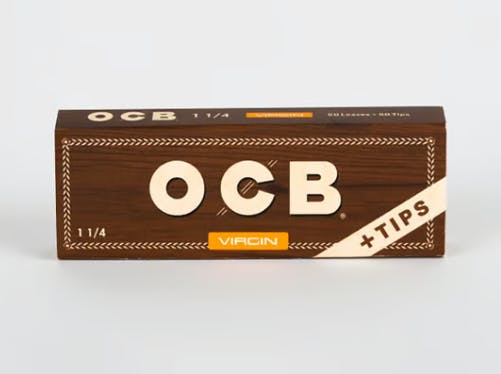 OCB 1 1/4 VIRGIN 50 Leaves + 50 Tips
OCB®
1 1/4
VIRGIN
+TIPS